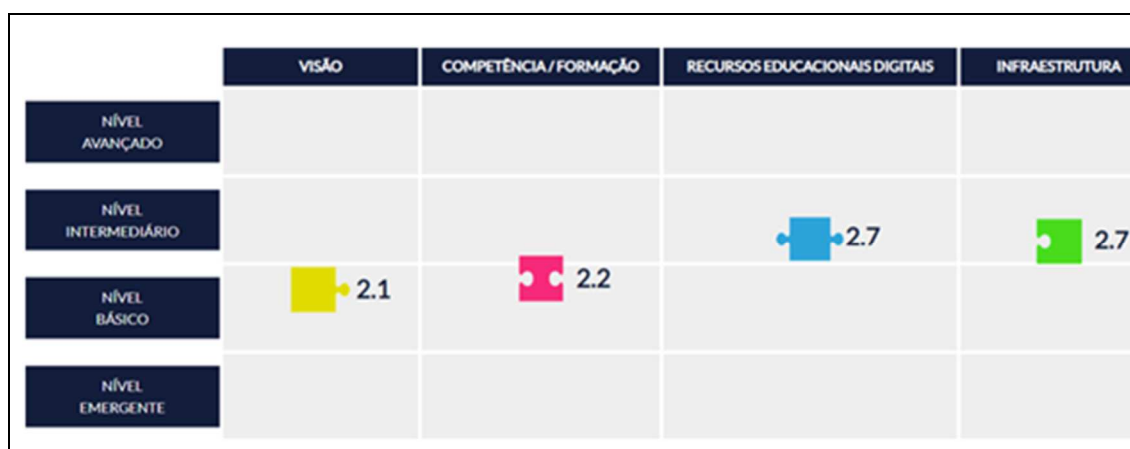 VISÃO COMPETÊNCIA / FORMAÇÃO RECURSOS EDUCACIONAIS DIGITAIS INFRAESTRUTURA
NÍVEL
AVANÇADO
NÍVEL
INTERMEDIÁRIO
2.7 2.7
2.1 2.2
NÍVEL
BÁSICO
NÍVEL
EMERGENTE